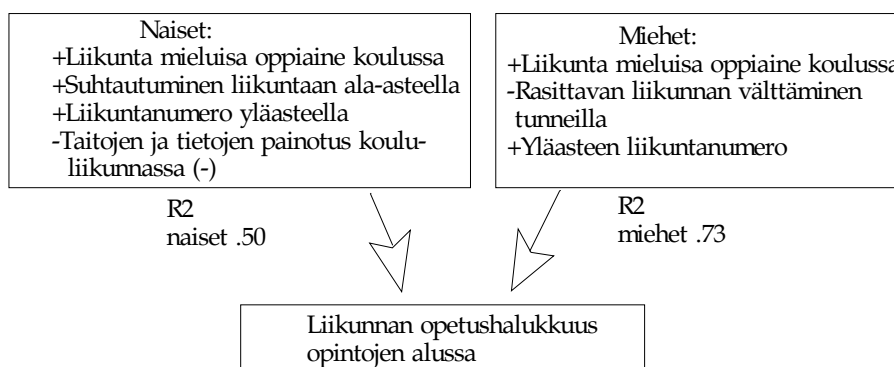 Naiset:
+Liikunta mieluisa oppiaine koulussa
+Suhtautuminen liikuntaan ala-asteella
+Liikuntanumero yläasteella
-Taitojen ja tietojen painotus koulu-
liikunnassa (-)
Miehet:
+Liikunta mieluisa oppiaine koulussa
-Rasittavan liikunnan välttäminen
tunneilla
+Yläasteen liikuntanumero
R2
naiset .50
R2
miehet .73
Liikunnan opetushalukkuus
opintojen alussa